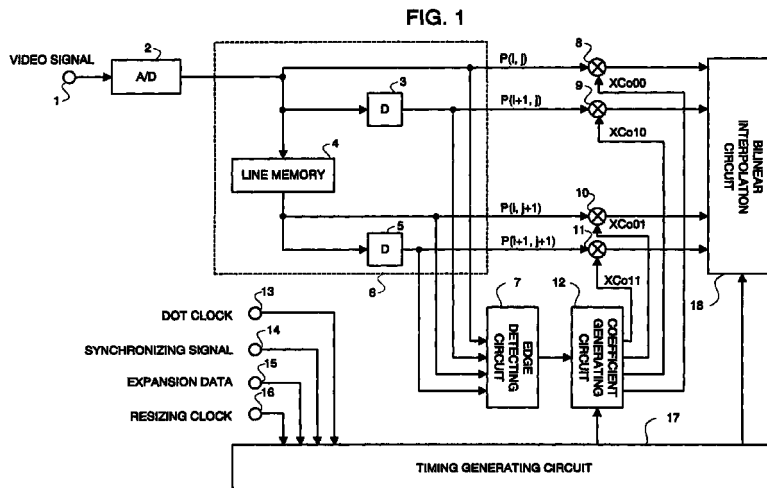 FIG. 1
VIDEO SIGNAL
1
2
A/D
3
D
4
LINE MEMORY
5
D
6
P(i, j)
8
XCo00
P(i+1, j)
9
XCo10
P(i, j+1)
10
XCo01
P(i+1, j+1)
11
XCo11
BILINEAR
INTERPOLATION
CIRCUIT
18
7
EDGE
DETECTING
CIRCUIT
12
COEFFICIENT
GENERATING
CIRCUIT
13
DOT CLOCK
14
SYNCHRONIZING SIGNAL
15
EXPANSION DATA
16
RESIZING CLOCK
17
TIMING GENERATING CIRCUIT